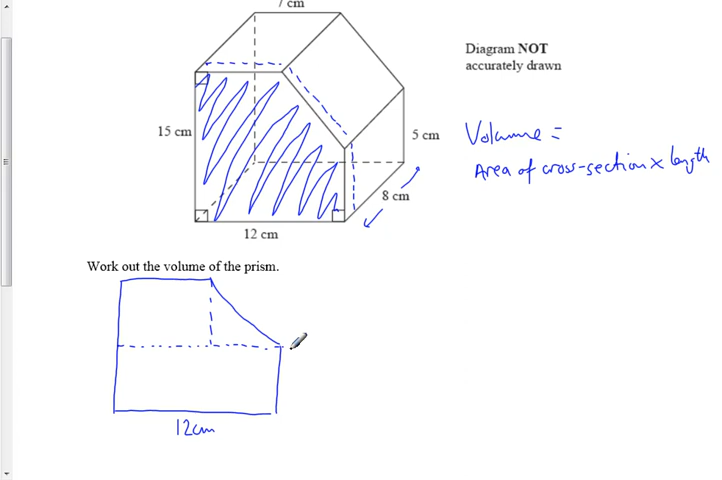 7 cm
Diagram NOT
accurately drawn
15 cm
5 cm
Volume =
Area of cross-section x length
8 cm
12 cm
Work out the volume of the prism.
12cm